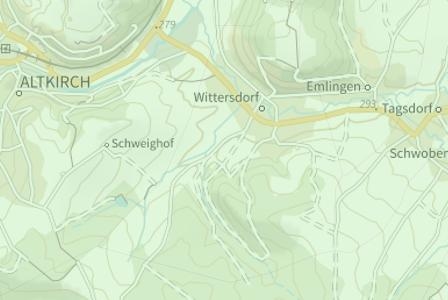 279
ALTKIRCH
Emlingen
Wittersdorf
293
Tagsdorf
Schweighof
Schwober